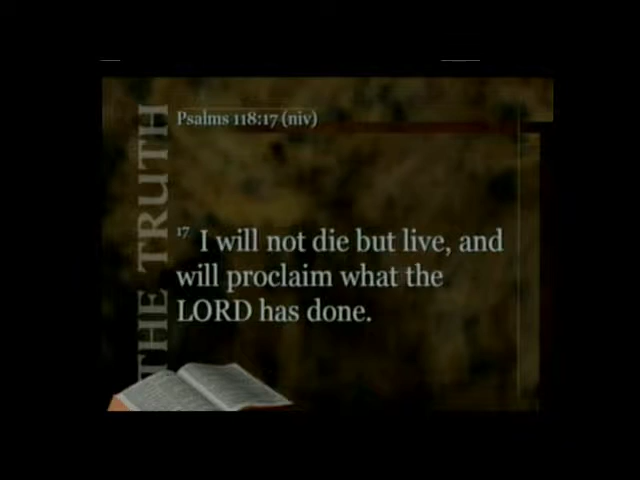 THE TRUTH
Psalms 118:17 (niv)
17 I will not die but live, and
will proclaim what the
LORD has done.